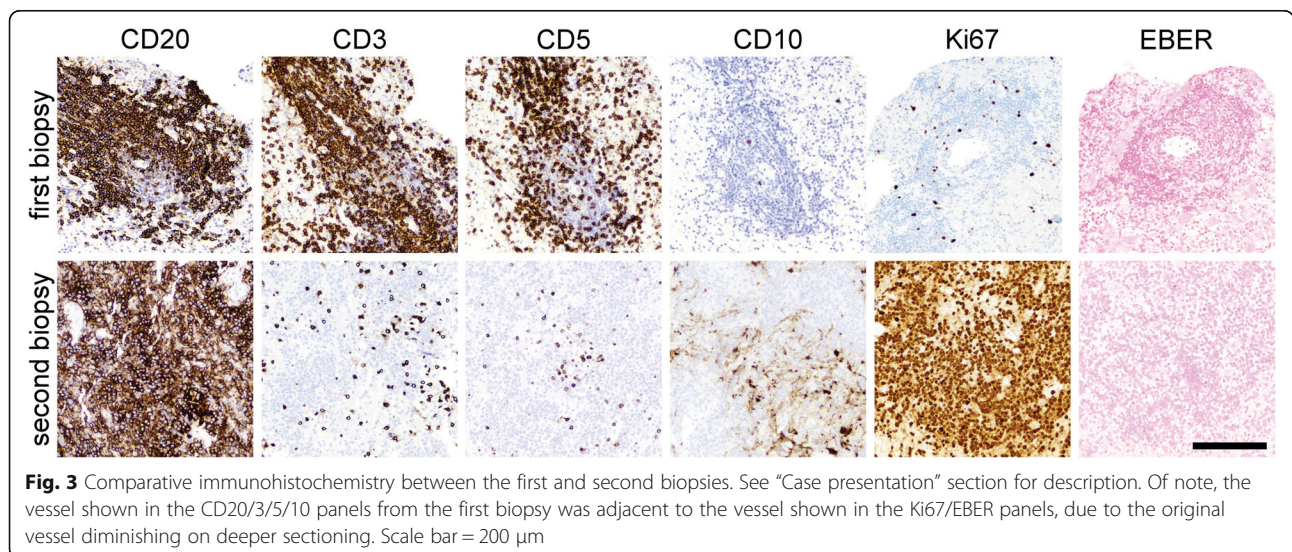 CD20 CD3 CD5 CD10 Ki67 EBER
first biopsy
second biopsy
Fig. 3 Comparative immunohistochemistry between the first and second biopsies. See “Case presentation” section for description. Of note, the
vessel shown in the CD20/3/5/10 panels from the first biopsy was adjacent to the vessel shown in the Ki67/EBER panels, due to the original
vessel diminishing on deeper sectioning. Scale bar = 200 μm